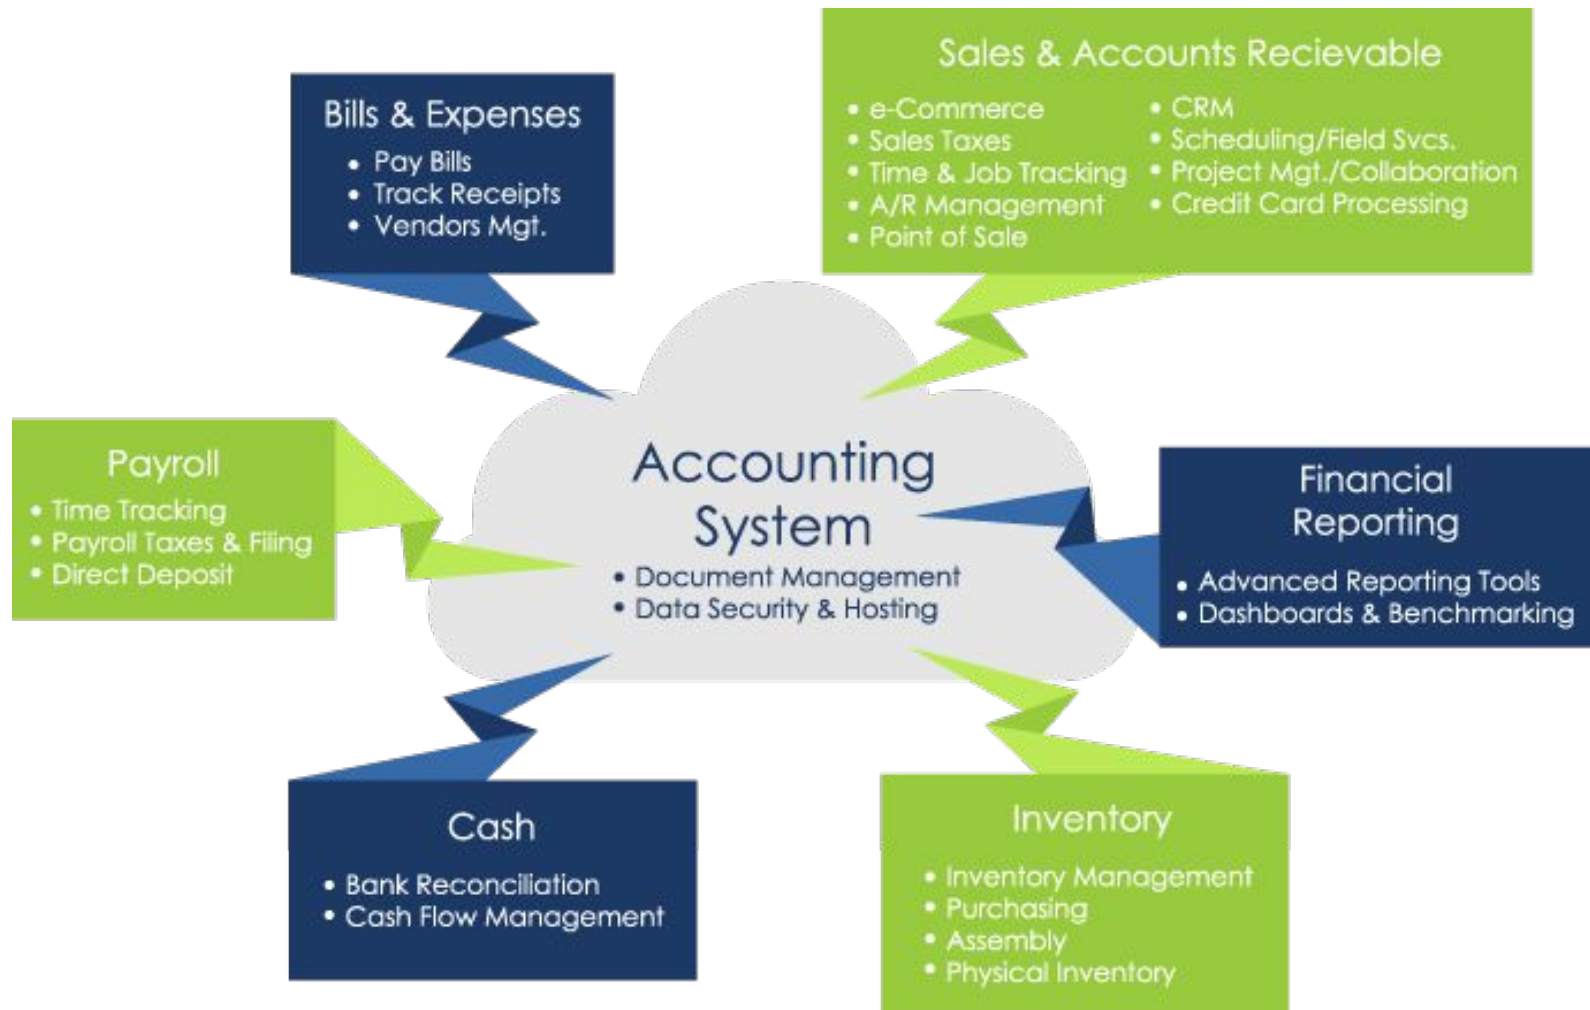 Bills & Expenses
• Pay Bills
• Track Receipts
• Vendors Mgt.
Sales & Accounts Recievable
• e-Commerce
• Sales Taxes
• Time & Job Tracking
• A/R Management
• Point of Sale
• CRM
• Scheduling/Field Svcs.
• Project Mgt./Collaboration
• Credit Card Processing
Payroll
• Time Tracking
• Payroll Taxes & Filing
• Direct Deposit
Accounting
System
• Document Management
• Data Security & Hosting
Financial
Reporting
• Advanced Reporting Tools
• Dashboards & Benchmarking
Cash
• Bank Reconciliation
• Cash Flow Management
Inventory
• Inventory Management
• Purchasing
• Assembly
• Physical Inventory